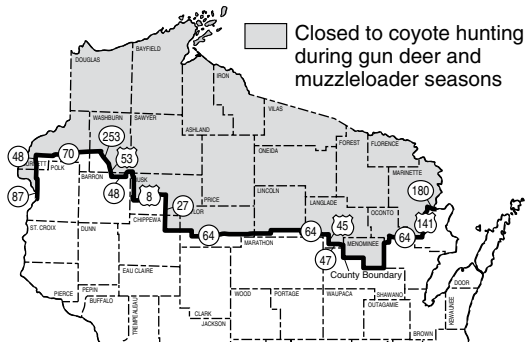 Closed to coyote hunting
during gun deer and
muzzleloader seasons
BAYFIELD
DOUGLAS
IRON
VILAS
WASHBURN
SAWYER
ASHLAND
FOREST
FLORENCE
253
ONEIDA
48
70
53
MARINETTE
POLK
BARRON
48
8
180
PRICE
LINCOLN
LANGLADE
87
27
OCONTO
45
141
CHIPPEWA
ST. CROIX
DUNN
64
64
MENOMINEE
64
MARATHON
47
County Boundary
EAU CLAIRE
DOOR
PIERCE
PEPIN
BUFFALO
TREMPEALEAU
CLARK
JACKSON
WOOD
PORTAGE
WAUPACA
SHAWANO
OUTAGAMIE
BROWN
KEWAUNEE